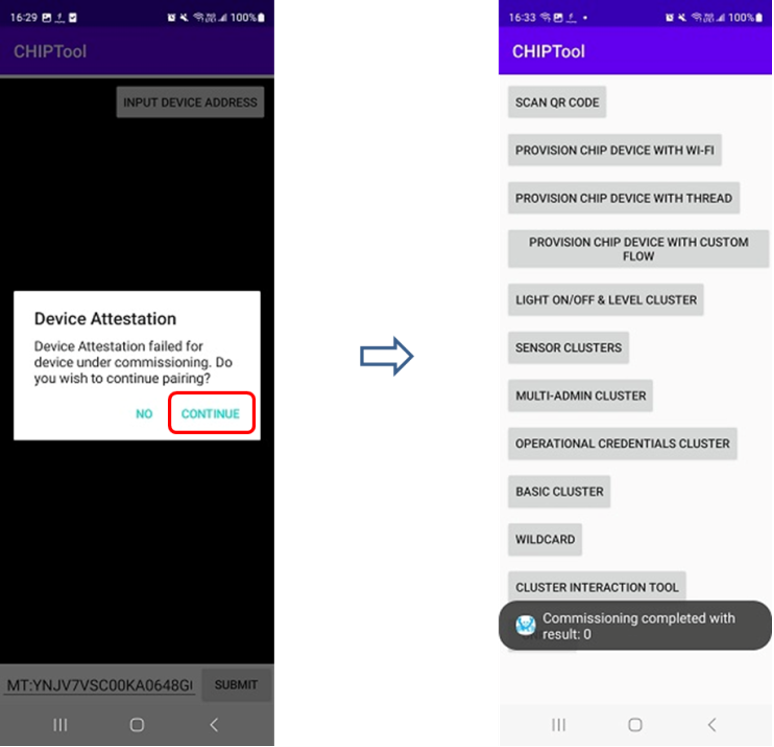 16:29
100%
CHIPTool
INPUT DEVICE ADDRESS
Device Attestation
Device Attestation failed for
device under commissioning. Do
you wish to continue pairing?
NO CONTINUE
MT:YNJV7VSC00KA0648G
SUBMIT
16:33
100%
CHIPTool
SCAN QR CODE
PROVISION CHIP DEVICE WITH WI-FI
PROVISION CHIP DEVICE WITH THREAD
PROVISION CHIP DEVICE WITH CUSTOM
FLOW
LIGHT ON/OFF & LEVEL CLUSTER
SENSOR CLUSTERS
MULTI-ADMIN CLUSTER
OPERATIONAL CREDENTIALS CLUSTER
BASIC CLUSTER
WILDCARD
CLUSTER INTERACTION TOOL
Commissioning completed with
result: 0